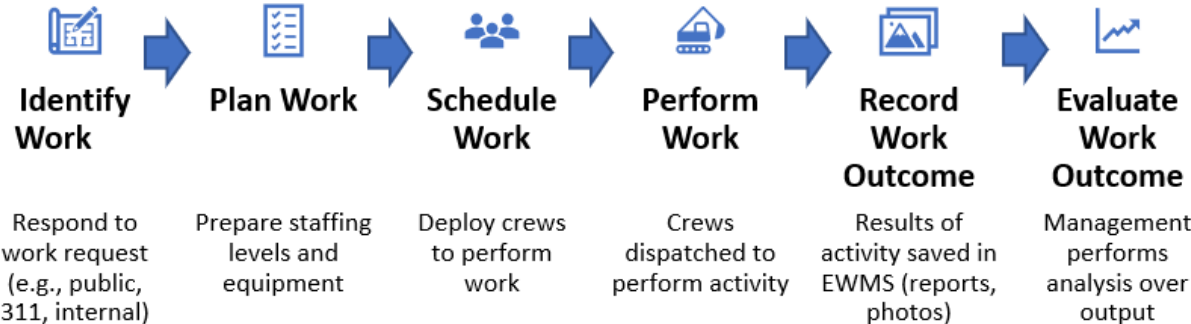 Identify
Work
Respond to
work request
(e.g., public,
311, internal)
Plan Work
Prepare staffing
levels and
equipment
Schedule
Work
Deploy crews
to perform
work
Perform
Work
Crews
dispatched to
perform activity
Record
Work
Outcome
Results of
activity saved in
EWMS (reports,
photos)
Evaluate
Work
Outcome
Management
performs
analysis over
output